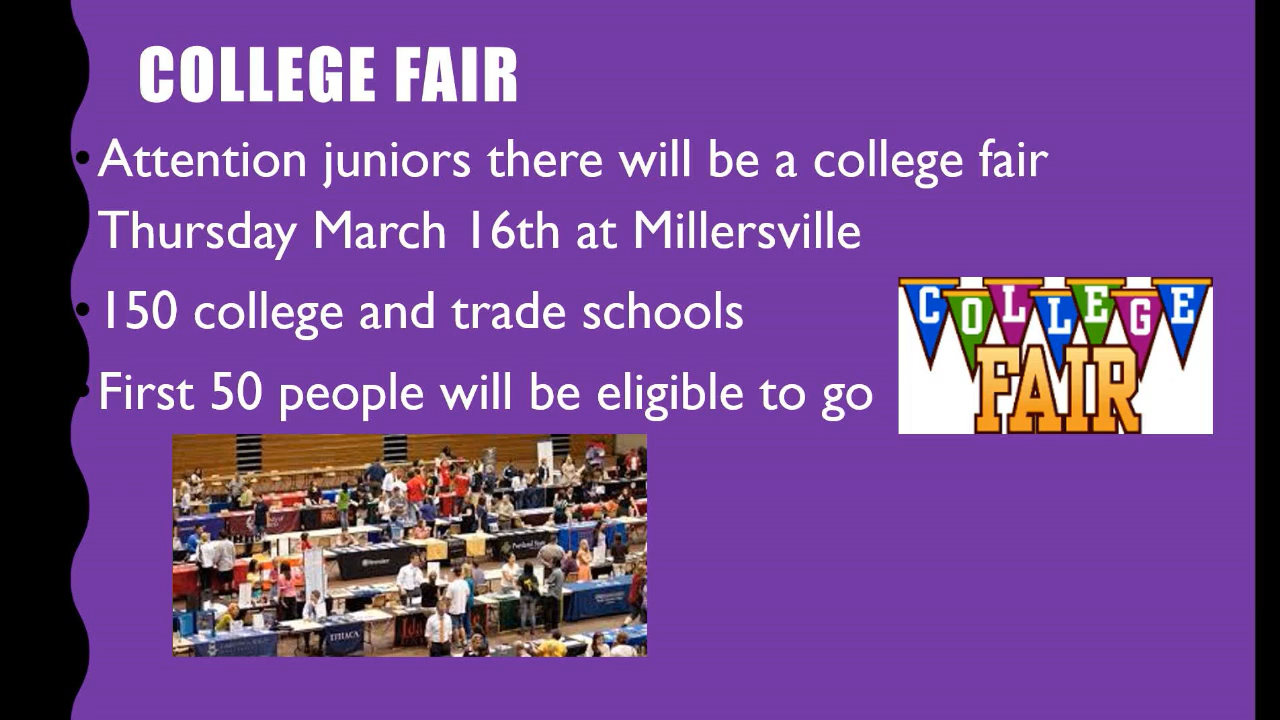 COLLEGE FAIR
• Attention juniors there will be a college fair
Thursday March 16th at Millersville
• 150 college and trade schools
• First 50 people will be eligible to go
COLLEGE
FAIR
ITHACA